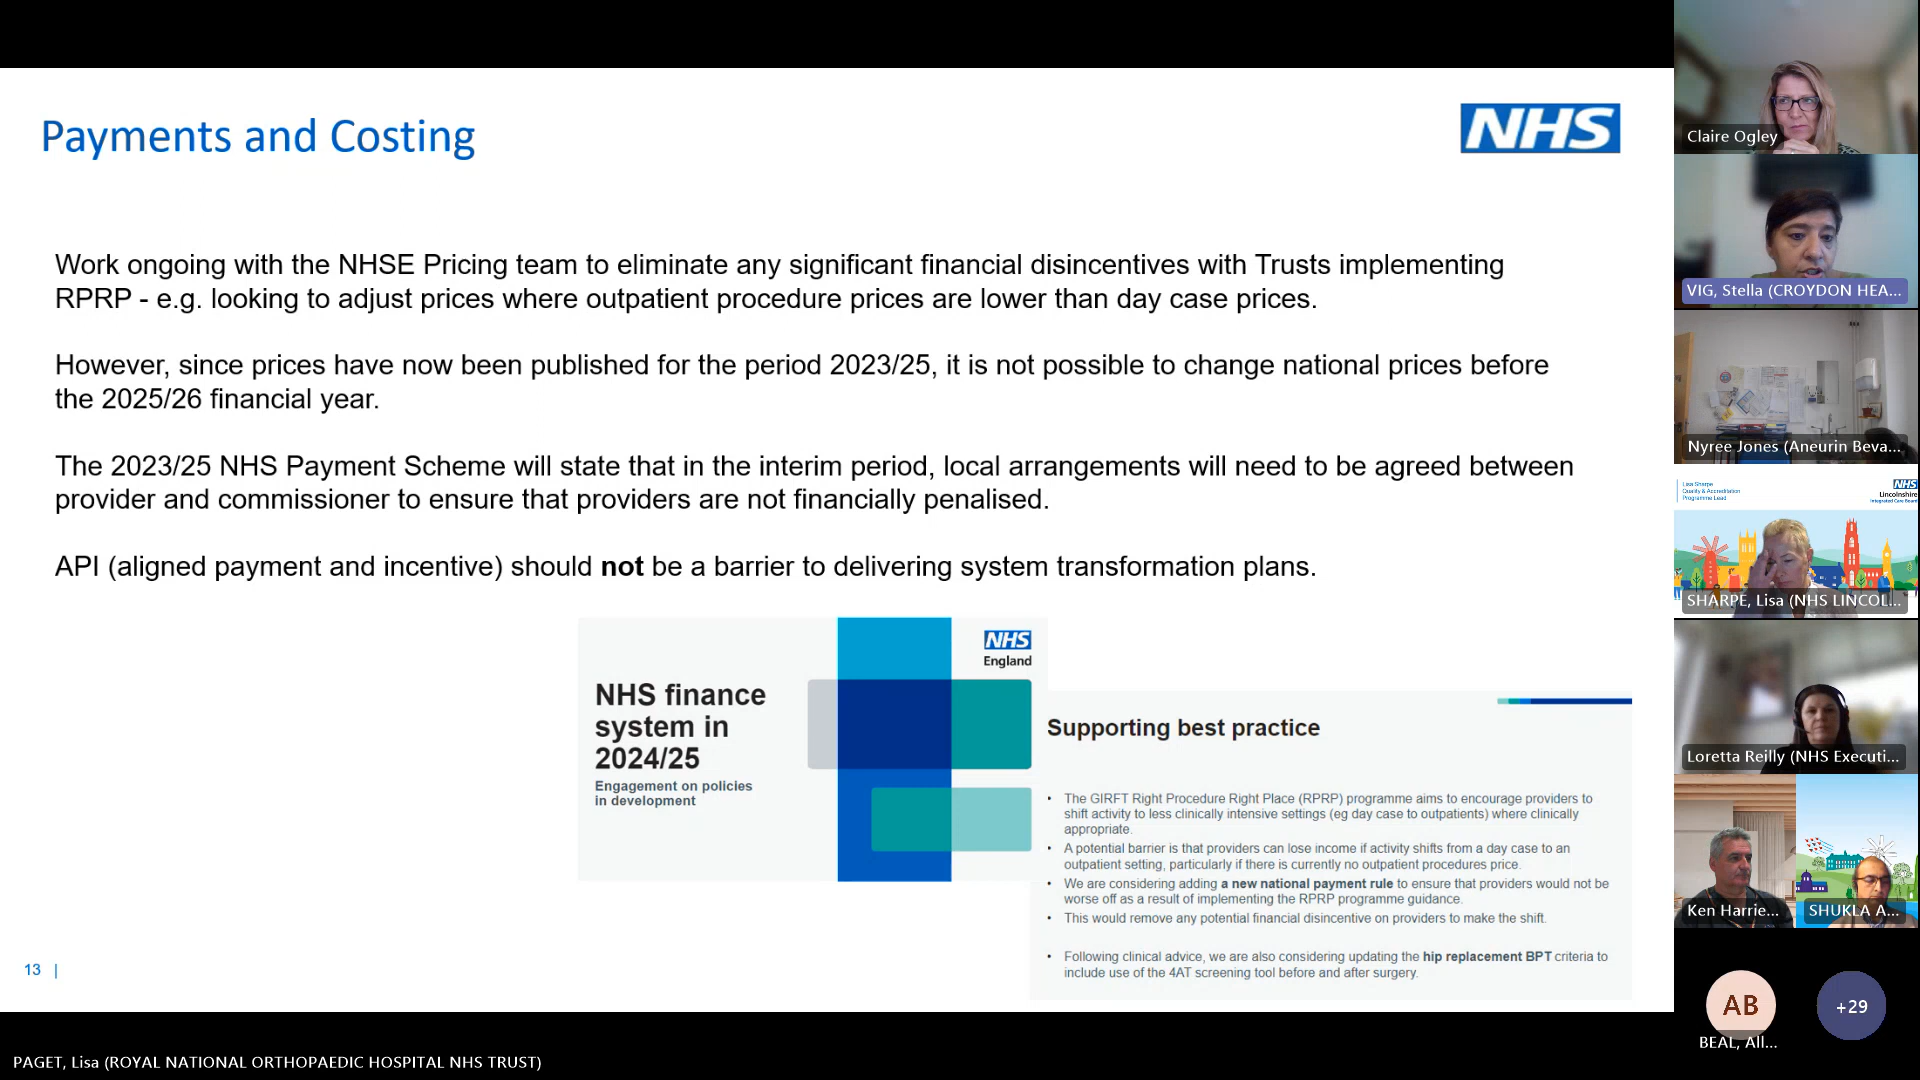 Payments and Costing
NHS
Work ongoing with the NHSE Pricing team to eliminate any significant financial disincentives with Trusts implementing
RPRP - e.g. looking to adjust prices where outpatient procedure prices are lower than day case prices.
However, since prices have now been published for the period 2023/25, it is not possible to change national prices before
the 2025/26 financial year.
The 2023/25 NHS Payment Scheme will state that in the interim period, local arrangements will need to be agreed between
provider and commissioner to ensure that providers are not financially penalised.
API (aligned payment and incentive) should not be a barrier to delivering system transformation plans.
NHS
England
NHS finance
system in
2024/25
Engagement on policies
in development
Supporting best practice
• The GIRFT Right Procedure Right Place (RPRP) programme aims to encourage providers to
shift activity to less clinically intensive settings (eg day case to outpatients) where clinically
appropriate.
• A potential barrier is that providers can lose income if activity shifts from a day case to an
outpatient setting, particularly if there is currently no outpatient procedures price.
• We are considering adding a new national payment rule to ensure that providers would not be
worse off as a result of implementing the RPRP programme guidance.
• This would remove any potential financial disincentive on providers to make the shift.
• Following clinical advice, we are also considering updating the hip replacement BPT criteria to
include use of the 4AT screening tool before and after surgery.
13 |
PAGET, Lisa (ROYAL NATIONAL ORTHOPAEDIC HOSPITAL NHS TRUST)
Claire Ogley
VIG, Stella (CROYDON HEA...
Nyree Jones (Aneurin Beva...
Lisa Sharpe
Quality & Accreditation
Programme Lead
NHS
Lincolnshire
Integrated Care Board
SHARPE, Lisa (NHS LINCOL...
Loretta Reilly (NHS Executi...
Ken Harrie...
SHUKLA A...
AB
BEAL, All...
+29